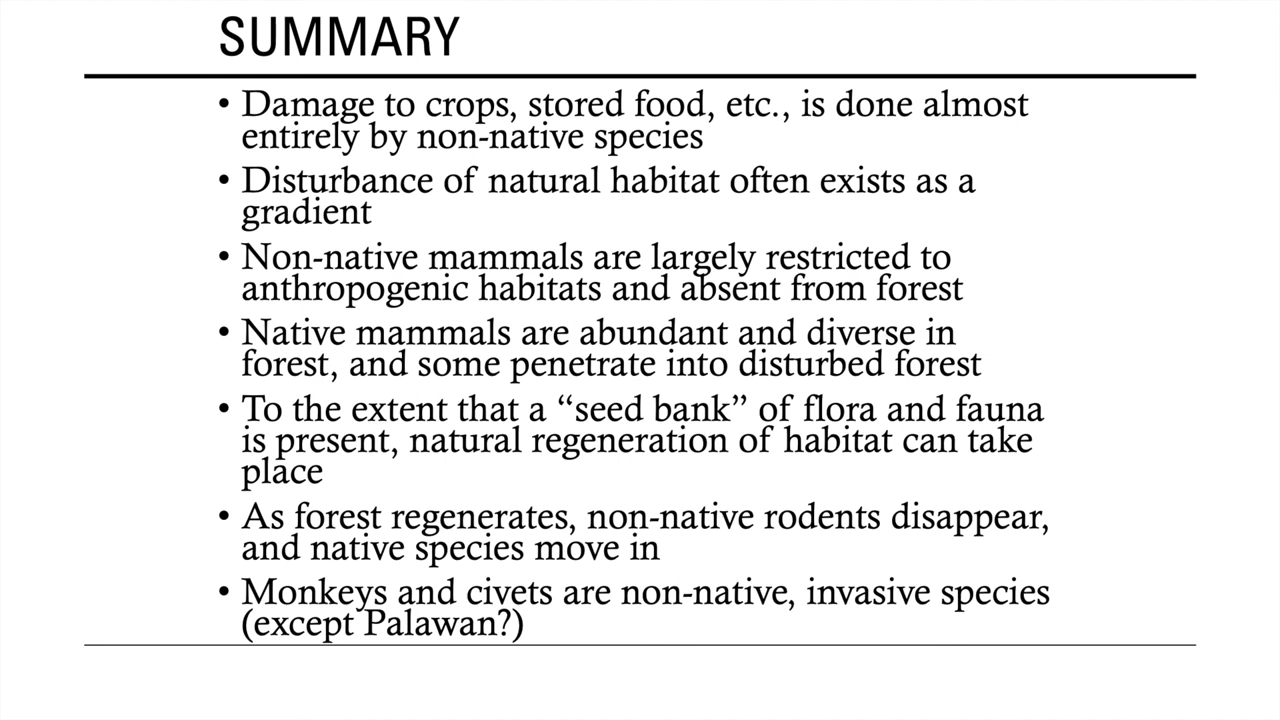 SUMMARY
• Damage to crops, stored food, etc., is done almost
entirely by non-native species
• Disturbance of natural habitat often exists as a
gradient
• Non-native mammals are largely restricted to
anthropogenic habitats and absent from forest
• Native mammals are abundant and diverse in
forest, and some penetrate into disturbed forest
• To the extent that a “seed bank” of flora and fauna
is present, natural regeneration of habitat can take
place
• As forest regenerates, non-native rodents disappear,
and native species move in
• Monkeys and civets are non-native, invasive species
(except Palawan?)